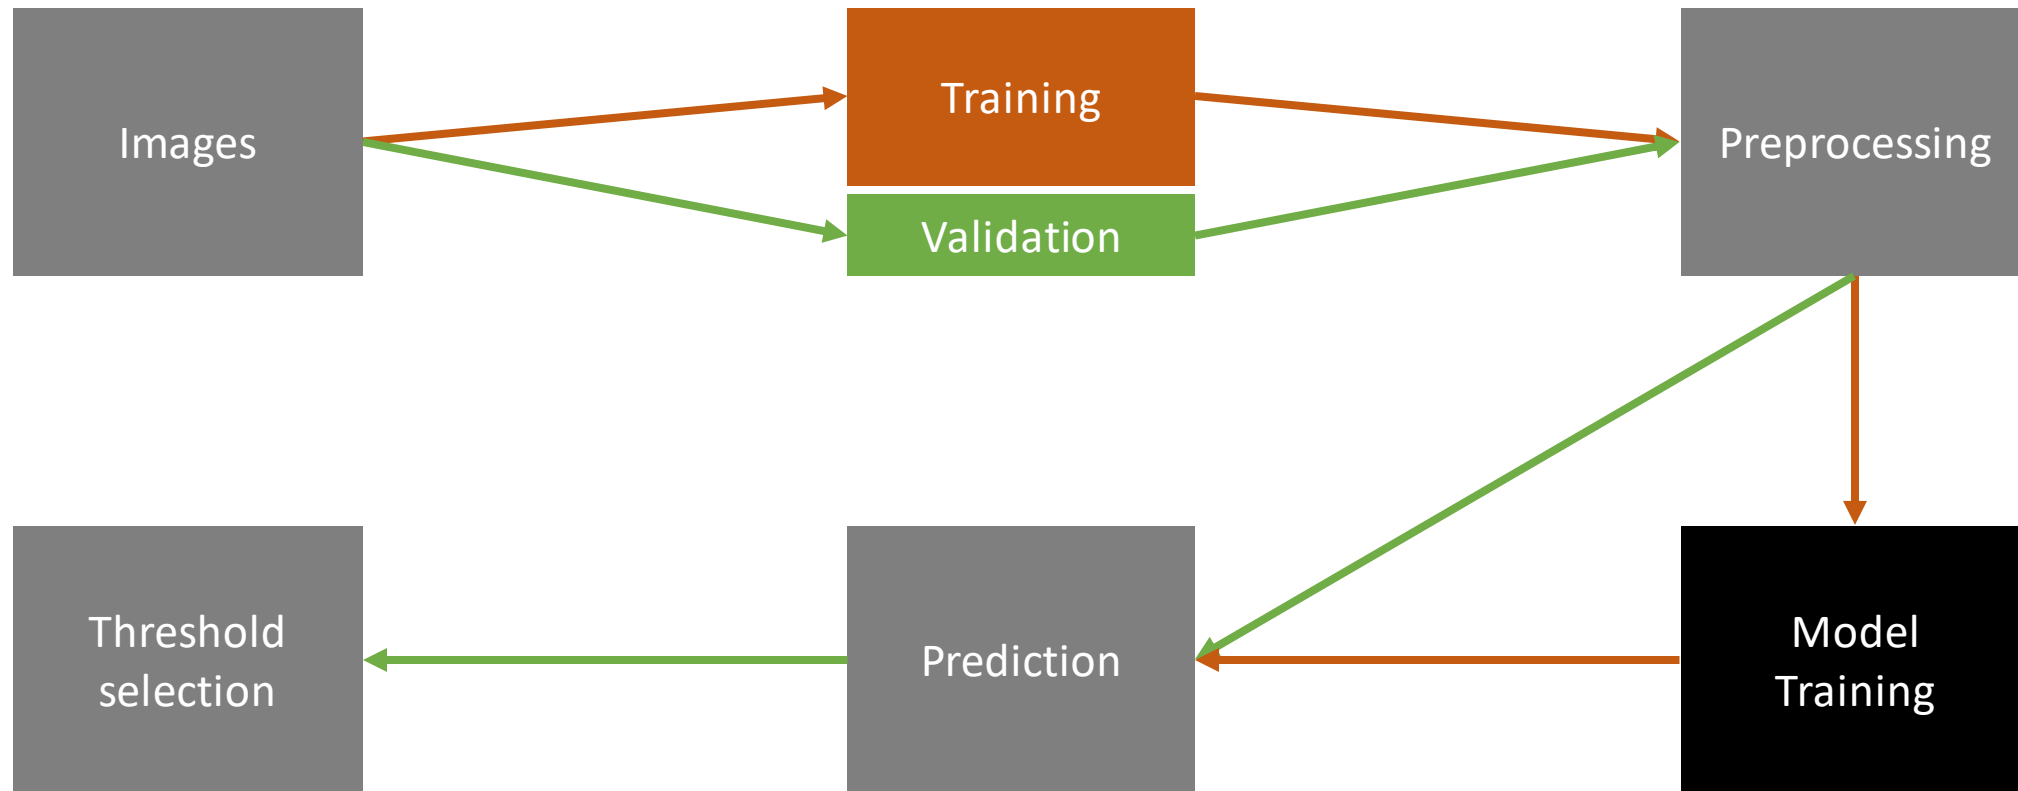 Images
Training
Validation
Preprocessing
Threshold
selection
Prediction
Model
Training